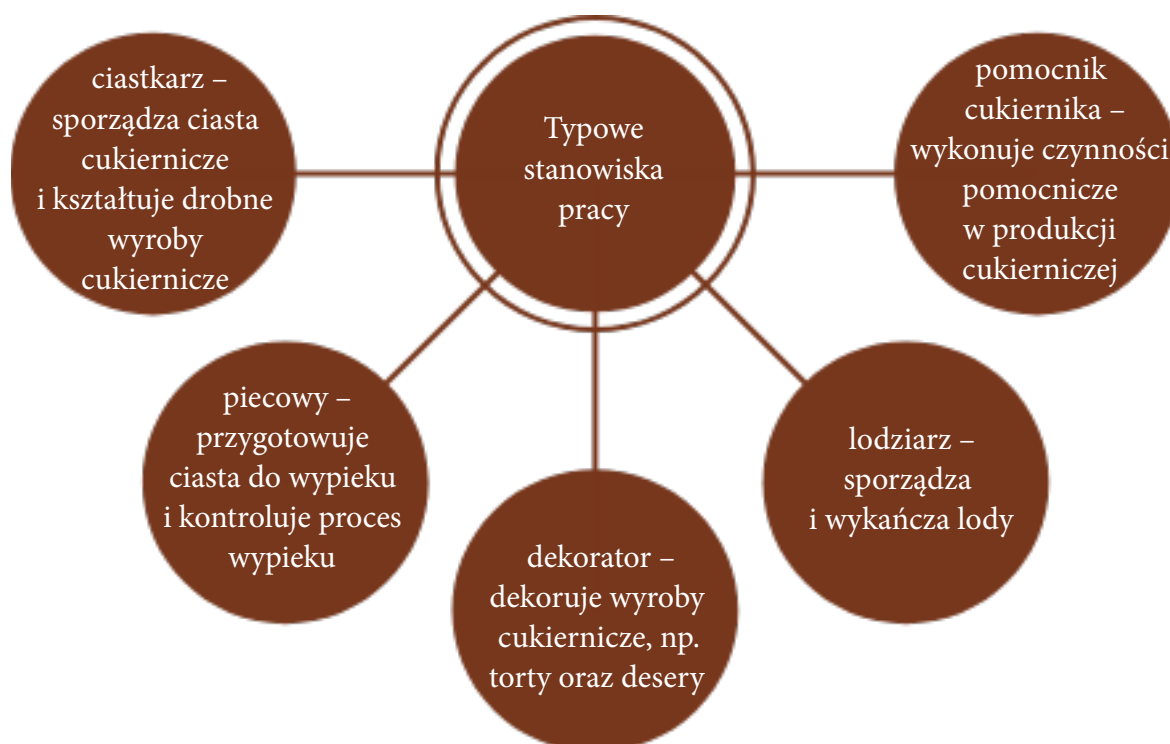 ciastkarz –
sporządza ciasta
cukiernicze
i kształtuje drobne
wyroby
cukiernicze
Typowe
stanowiska
pracy
pomocnik
cukiernika –
wykonuje czynności
pomocnicze
w produkcji
cukierniczej
piecowy –
przygotowuje
ciasta do wypieku
i kontroluje proces
wypieku
dekorator –
dekoruje wyroby
cukiernicze, np.
torty oraz desery
lodziarz –
sporządza
i wykańcza lody